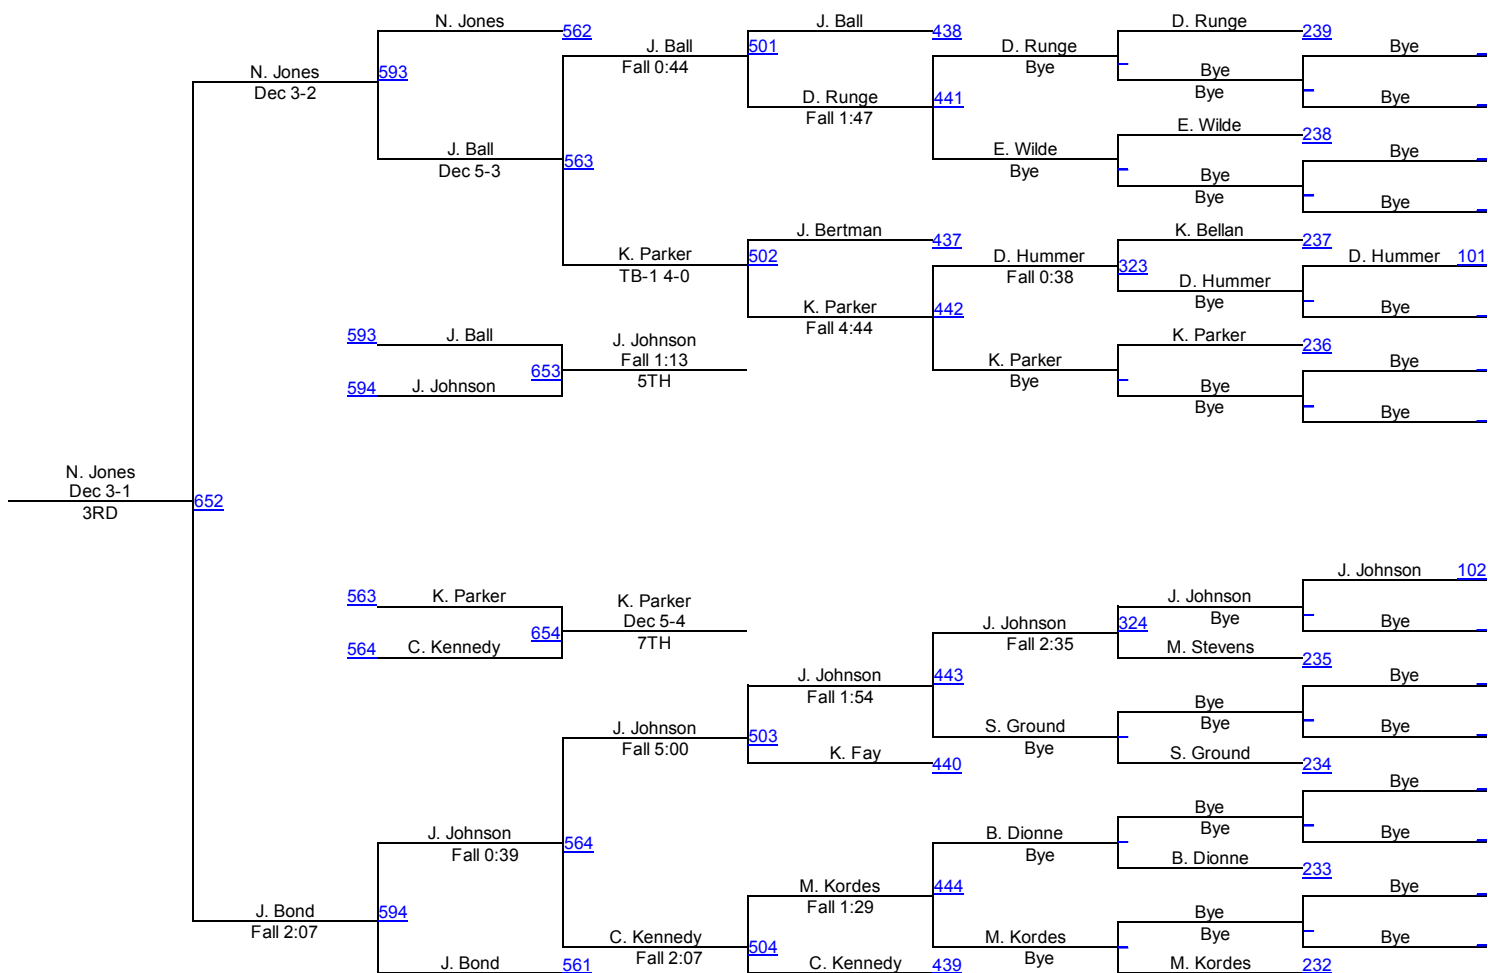 N. Jones
562
J. Ball
438
D. Runge
239
J. Ball
501
D. Runge
Bye
Fall 0:44
Bye
N. Jones
593
Bye
Dec 3-2
D. Runge
441
Bye
Bye
Fall 1:47
E. Wilde
238
J. Ball
563
E. Wilde
Bye
Dec 5-3
Bye
Bye
Bye
Bye
J. Bertman
437
K. Bellan
237
K. Parker
502
D. Hummer
323
D. Hummer
101
TB-1 4-0
Fall 0:38
D. Hummer
Bye
K. Parker
442
Bye
Fall 4:44
593
J. Ball
J. Johnson
K. Parker
236
Fall 1:13
K. Parker
Bye
653
5TH
Bye
Bye
594
J. Johnson
Bye
Bye
N. Jones
Dec 3-1
652
3RD
J. Johnson
102
563
K. Parker
K. Parker
J. Johnson
Dec 5-4
J. Johnson
324
Bye
Bye
654
7TH
Fall 2:35
564
C. Kennedy
M. Stevens
235
J. Johnson
443
Bye
Fall 1:54
Bye
J. Johnson
503
S. Ground
Bye
Bye
Fall 5:00
Bye
K. Fay
440
S. Ground
234
Bye
Bye
J. Johnson
564
B. Dionne
Bye
Bye
Fall 0:39
Bye
B. Dionne
233
M. Kordes
444
Bye
Fall 1:29
J. Bond
594
Bye
Fall 2:07
C. Kennedy
504
M. Kordes
Bye
Bye
Fall 2:07
Bye
J. Bond
561
C. Kennedy
439
M. Kordes
232